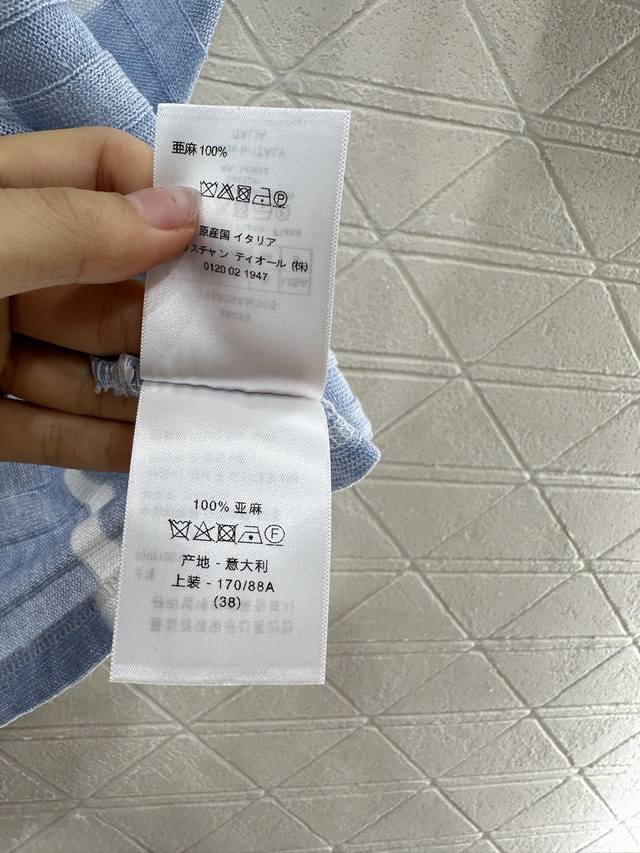 亜麻 100%
原産国 イタリア
スチャン ディオール (株)
0120 02 1947
100% 亚麻
产地 - 意大利
上装 - 170/88A
(38)